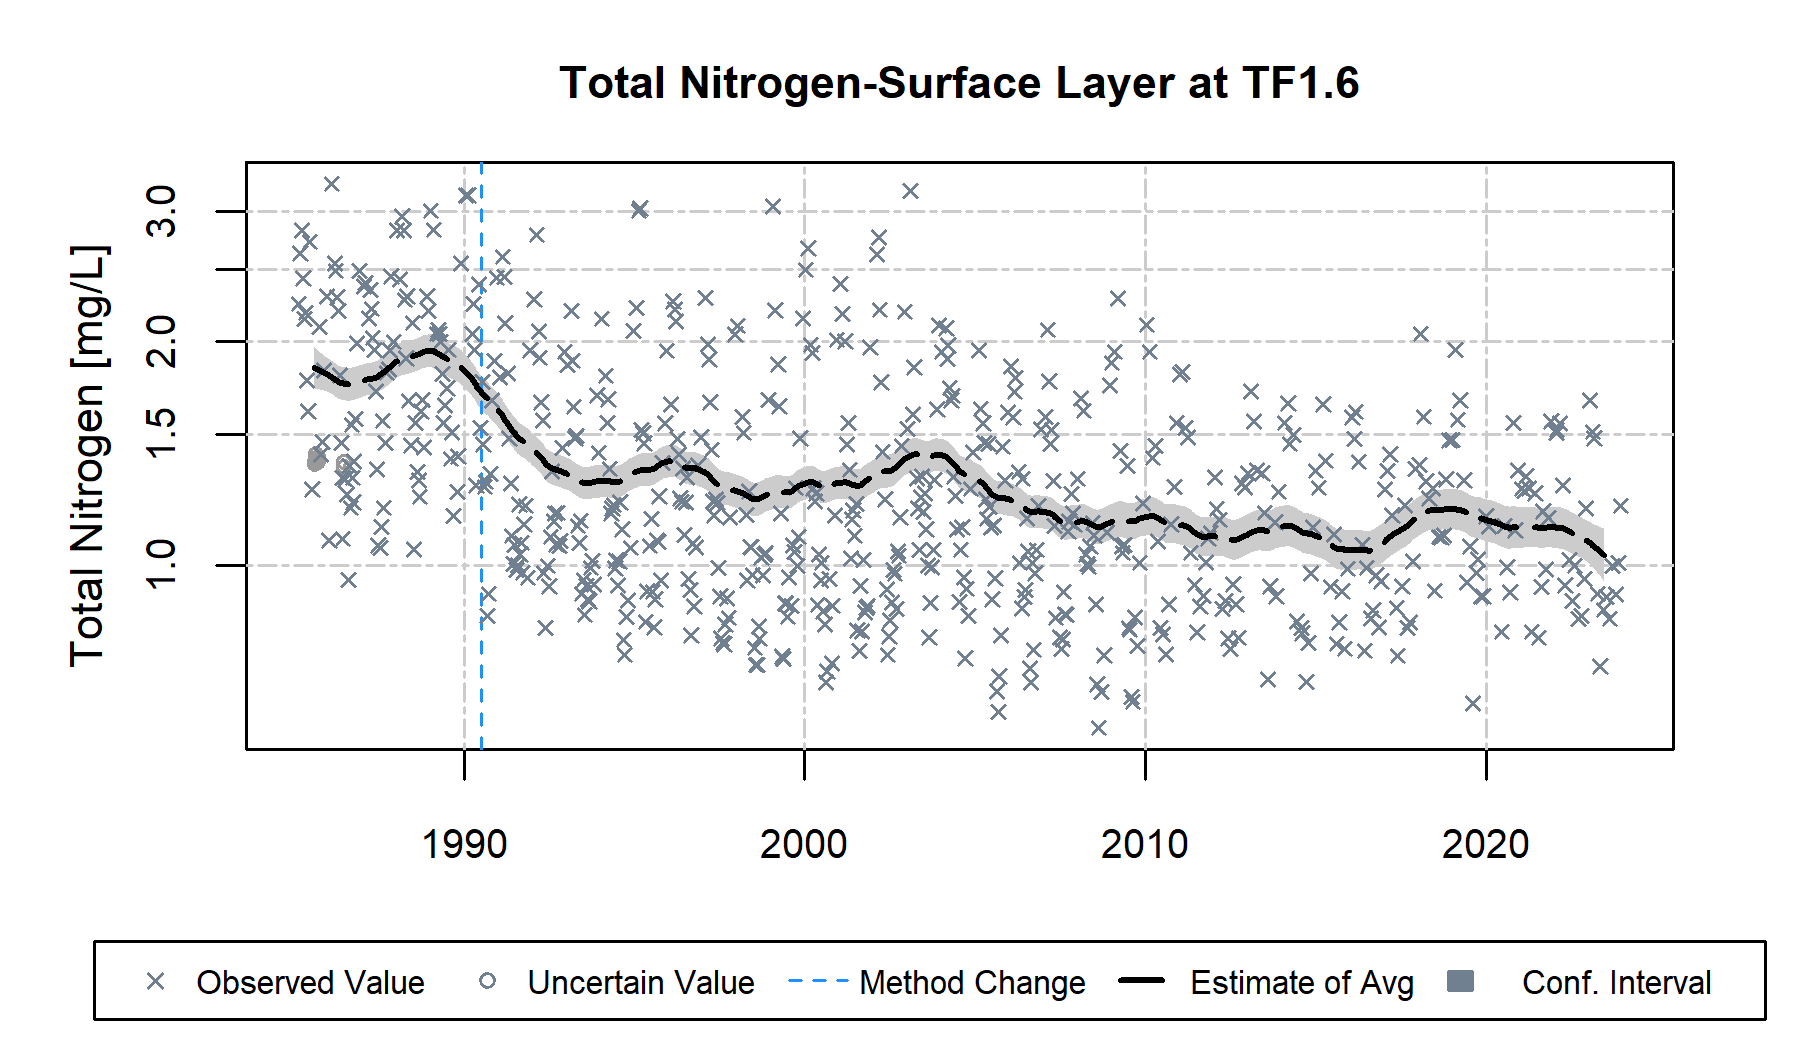 Total Nitrogen-Surface Layer at TF1.6
Total Nitrogen [mg/L]
3.0
2.0
1.5
1.0
1990 2000 2010 2020
Observed Value Uncertain Value Method Change Estimate of Avg Conf. Interval